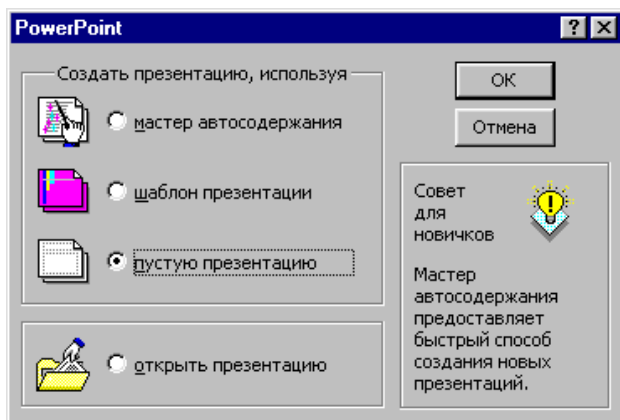 PowerPoint
Создать презентацию, используя
мастер автосодержания
шаблон презентации
пустую презентацию
открыть презентацию
OK
Отмена
Совет
для
новичков
Мастер
автосодержания
предоставляет
быстрый способ
создания новых
презентаций.